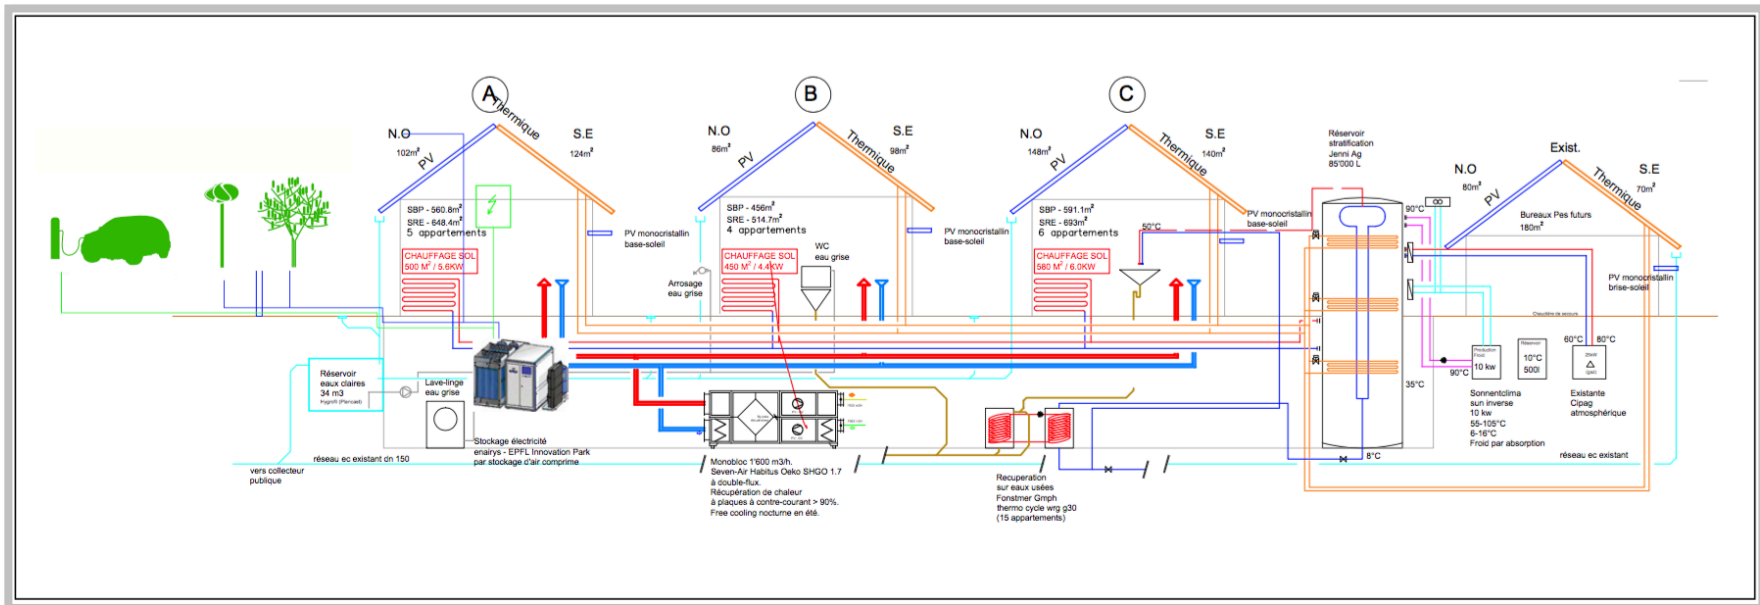 A
Thermique
N.O
102m²
PV
S.E
124m²
SBP - 560.8m²
SRE - 648.4m²
5 appartements
CHAUFFAGE SOL
500 M² / 5.6KW
PV monocristallin
base-soleil
B
N.O
86m²
PV
Thermique
S.E
98m²
SBP - 456m²
SRE - 514.7m²
4 appartements
CHAUFFAGE SOL
450 M² / 4.4KW
WC
eau grise
Arrosage
eau grise
PV monocristallin
base-soleil
C
N.O
148m²
PV
Thermique
S.E
140m²
SBP - 591.1m²
SRE - 693m²
6 appartements
CHAUFFAGE SOL
580 M² / 6.0KW
50°C
PV monocristallin
base-soleil
Réservoir
stratification
Jenni Ag
85'000 L
90°C
35°C
8°C
Exist.
N.O
80m²
PV
Thermique
S.E
70m²
Bureaux Pes futurs
180m²
PV monocristallin
brise-soleil
Chaudière de secours
60°C
80°C
90°C
Production
Froid
10 kw
Réservoir
10°C
500l
Sonnentclima
sun inverse
10 kw
55-105°C
6-16°C
Froid par absorption
Existante
Cipag
atmosphérique
réseau ec existant
Réservoir
eaux claires
34 m3
Lave-linge
eau grise
Stockage électricité
enairys - EPFL Innovation Park
par stockage d'air comprime
réseau ec existant dn 150
vers collecteur
publique
Monobloc 1'600 m3/h.
Seven-Air Habitus Oeko SHGO 1.7
à double-flux.
Récupération de chaleur
à plaques à contre-courant > 90%.
Free cooling nocturne en été.
Recuperation
sur eaux usées
Fonstmer Gmph
thermo cycle wrg g30
(15 appartements)